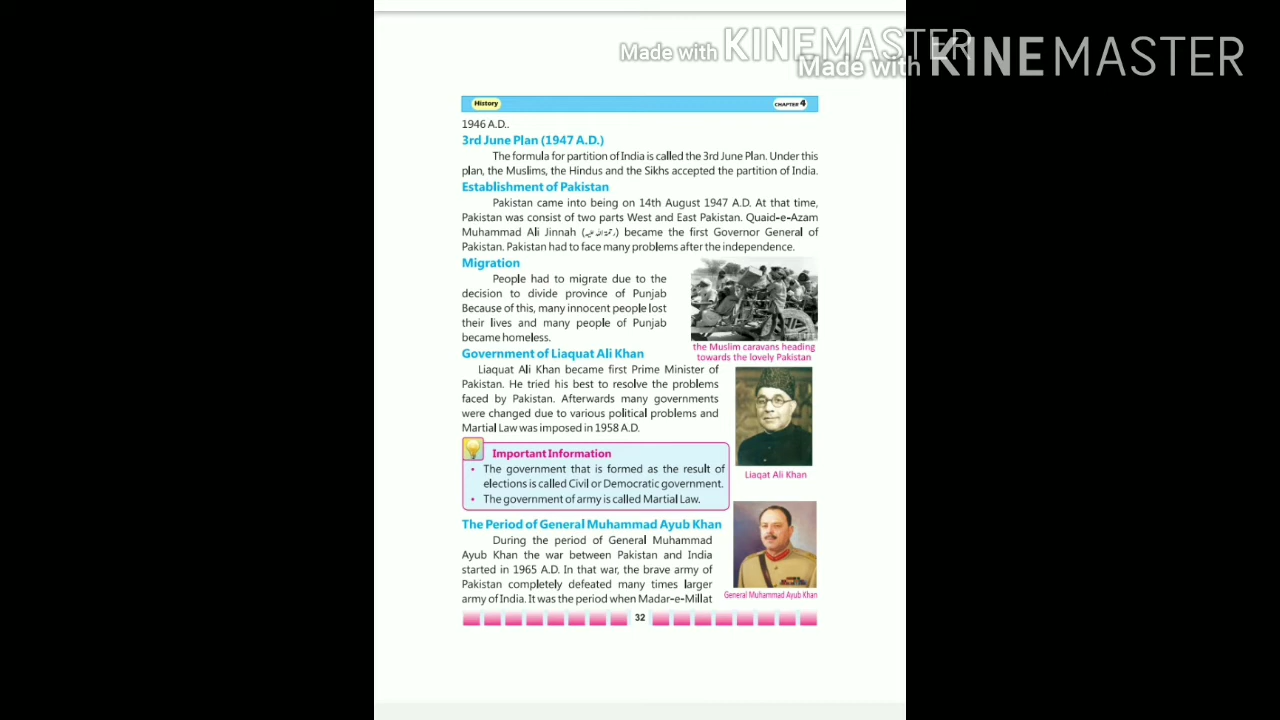 Made with KINEMASTER
Made with KINEMASTER
History
CHAPTER 4
1946 A.D..
3rd June Plan (1947 A.D.)
The formula for partition of India is called the 3rd June Plan. Under this
plan, the Muslims, the Hindus and the Sikhs accepted the partition of India.
Establishment of Pakistan
Pakistan came into being on 14th August 1947 A.D. At that time,
Pakistan was consist of two parts West and East Pakistan. Quaid-e-Azam
Muhammad Ali Jinnah (رحمۃ اللہ علیہ) became the first Governor General of
Pakistan. Pakistan had to face many problems after the independence.
Migration
People had to migrate due to the
decision to divide province of Punjab
Because of this, many innocent people lost
their lives and many people of Punjab
became homeless.
the Muslim caravans heading
towards the lovely Pakistan
Government of Liaquat Ali Khan
Liaquat Ali Khan became first Prime Minister of
Pakistan. He tried his best to resolve the problems
faced by Pakistan. Afterwards many governments
were changed due to various political problems and
Martial Law was imposed in 1958 A.D.
Liaqat Ali Khan
Important Information
• The government that is formed as the result of
elections is called Civil or Democratic government.
• The government of army is called Martial Law.
The Period of General Muhammad Ayub Khan
During the period of General Muhammad
Ayub Khan the war between Pakistan and India
started in 1965 A.D. In that war, the brave army of
Pakistan completely defeated many times larger
army of India. It was the period when Madar-e-Millat
General Muhammad Ayub Khan
32